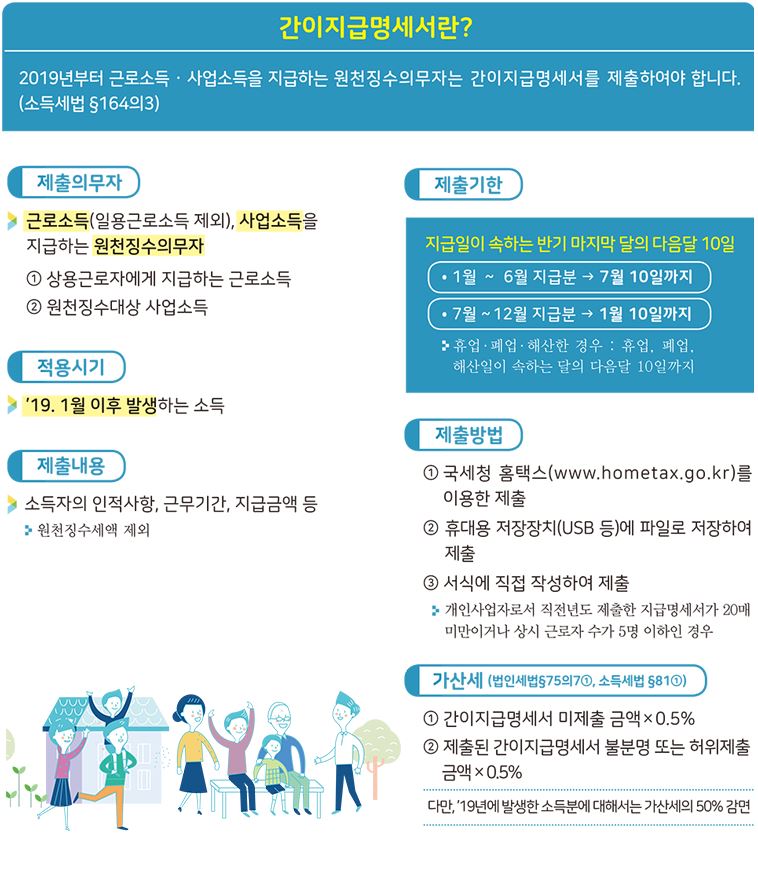 간이지급명세서란?
2019년부터 근로소득 · 사업소득을 지급하는 원천징수의무자는 간이지급명세서를 제출하여야 합니다.
(소득세법 §164의3)
제출의무자
근로소득(일용근로소득 제외), 사업소득을
지급하는 원천징수의무자
① 상용근로자에게 지급하는 근로소득
② 원천징수대상 사업소득
적용시기
’19. 1월 이후 발생하는 소득
제출내용
소득자의 인적사항, 근무기간, 지급금액 등
원천징수세액 제외
제출기한
지급일이 속하는 반기 마지막 달의 다음달 10일
• 1월 ~ 6월 지급분 → 7월 10일까지
• 7월 ~ 12월 지급분 → 1월 10일까지
휴업·폐업·해산한 경우 : 휴업, 폐업,
해산일이 속하는 달의 다음달 10일까지
제출방법
① 국세청 홈택스(www.hometax.go.kr)를
이용한 제출
② 휴대용 저장장치(USB 등)에 파일로 저장하여
제출
③ 서식에 직접 작성하여 제출
개인사업자로서 직전년도 제출한 지급명세서가 20매
미만이거나 상시 근로자 수가 5명 이하인 경우
가산세 (법인세법§75의7①, 소득세법 §81①)
① 간이지급명세서 미제출 금액×0.5%
② 제출된 간이지급명세서 불분명 또는 허위제출
금액×0.5%
다만, ’19년에 발생한 소득분에 대해서는 가산세의 50% 감면